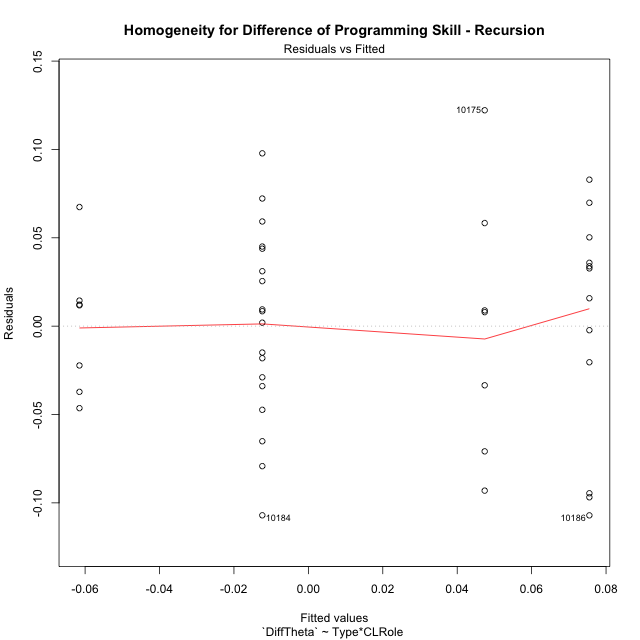 Homogeneity for Difference of Programming Skill - Recursion
Residuals vs Fitted
0.15
0.10
0.05
0.00
-0.05
-0.10
Residuals
10175
10184
10186
-0.06 -0.04 -0.02 0.00 0.02 0.04 0.06 0.08
Fitted values
`DiffTheta` ~ Type*CLRole